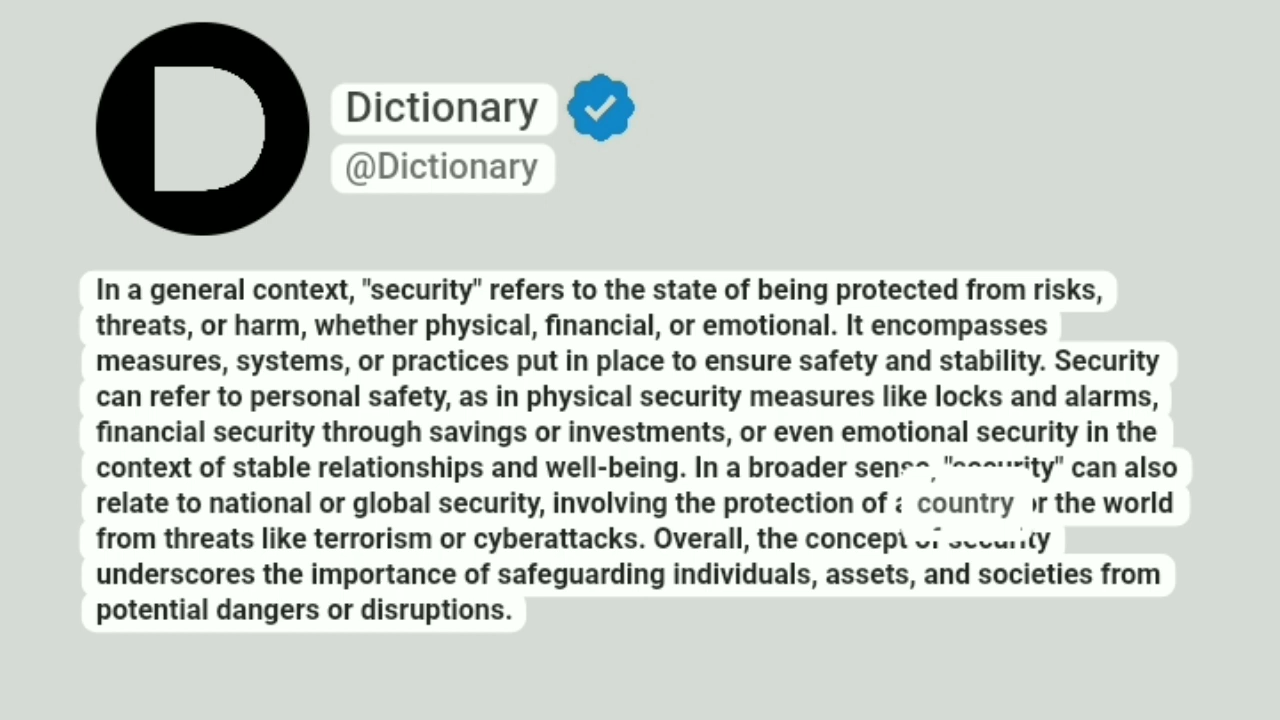 D
Dictionary
@Dictionary
In a general context, "security" refers to the state of being protected from risks,
threats, or harm, whether physical, financial, or emotional. It encompasses
measures, systems, or practices put in place to ensure safety and stability. Security
can refer to personal safety, as in physical security measures like locks and alarms,
financial security through savings or investments, or even emotional security in the
context of stable relationships and well-being. In a broader sense, "security" can also
relate to national or global security, involving the protection of a country or the world
from threats like terrorism or cyberattacks. Overall, the concept of security
underscores the importance of safeguarding individuals, assets, and societies from
potential dangers or disruptions.